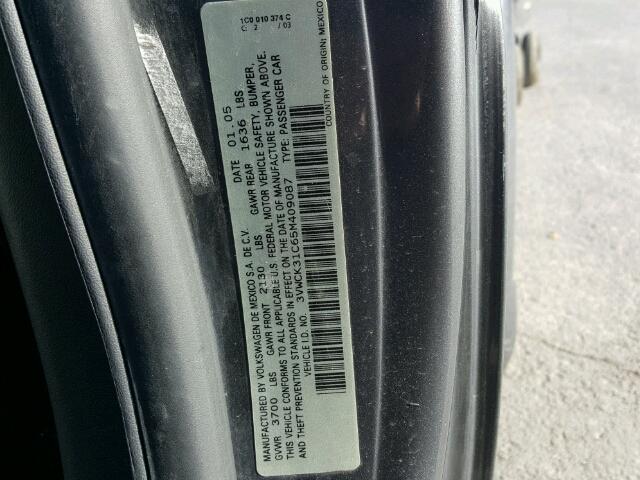 1C0 010 374 C
C 2 / 03
MANUFACTURED BY VOLKSWAGEN DE MEXICO S.A. DE C.V. DATE 01.05
GVWR 3700 LBS GAWR FRONT 2130 LBS GAWR REAR 1636 LBS
THIS VEHICLE CONFORMS TO ALL APPLICABLE U.S. FEDERAL MOTOR VEHICLE SAFETY, BUMPER,
AND THEFT PREVENTION STANDARDS IN EFFECT ON THE DATE OF MANUFACTURE SHOWN ABOVE.
VEHICLE I.D. NO. 3VWCK31C65M409087 TYPE: PASSENGER CAR
COUNTRY OF ORIGIN: MEXICO